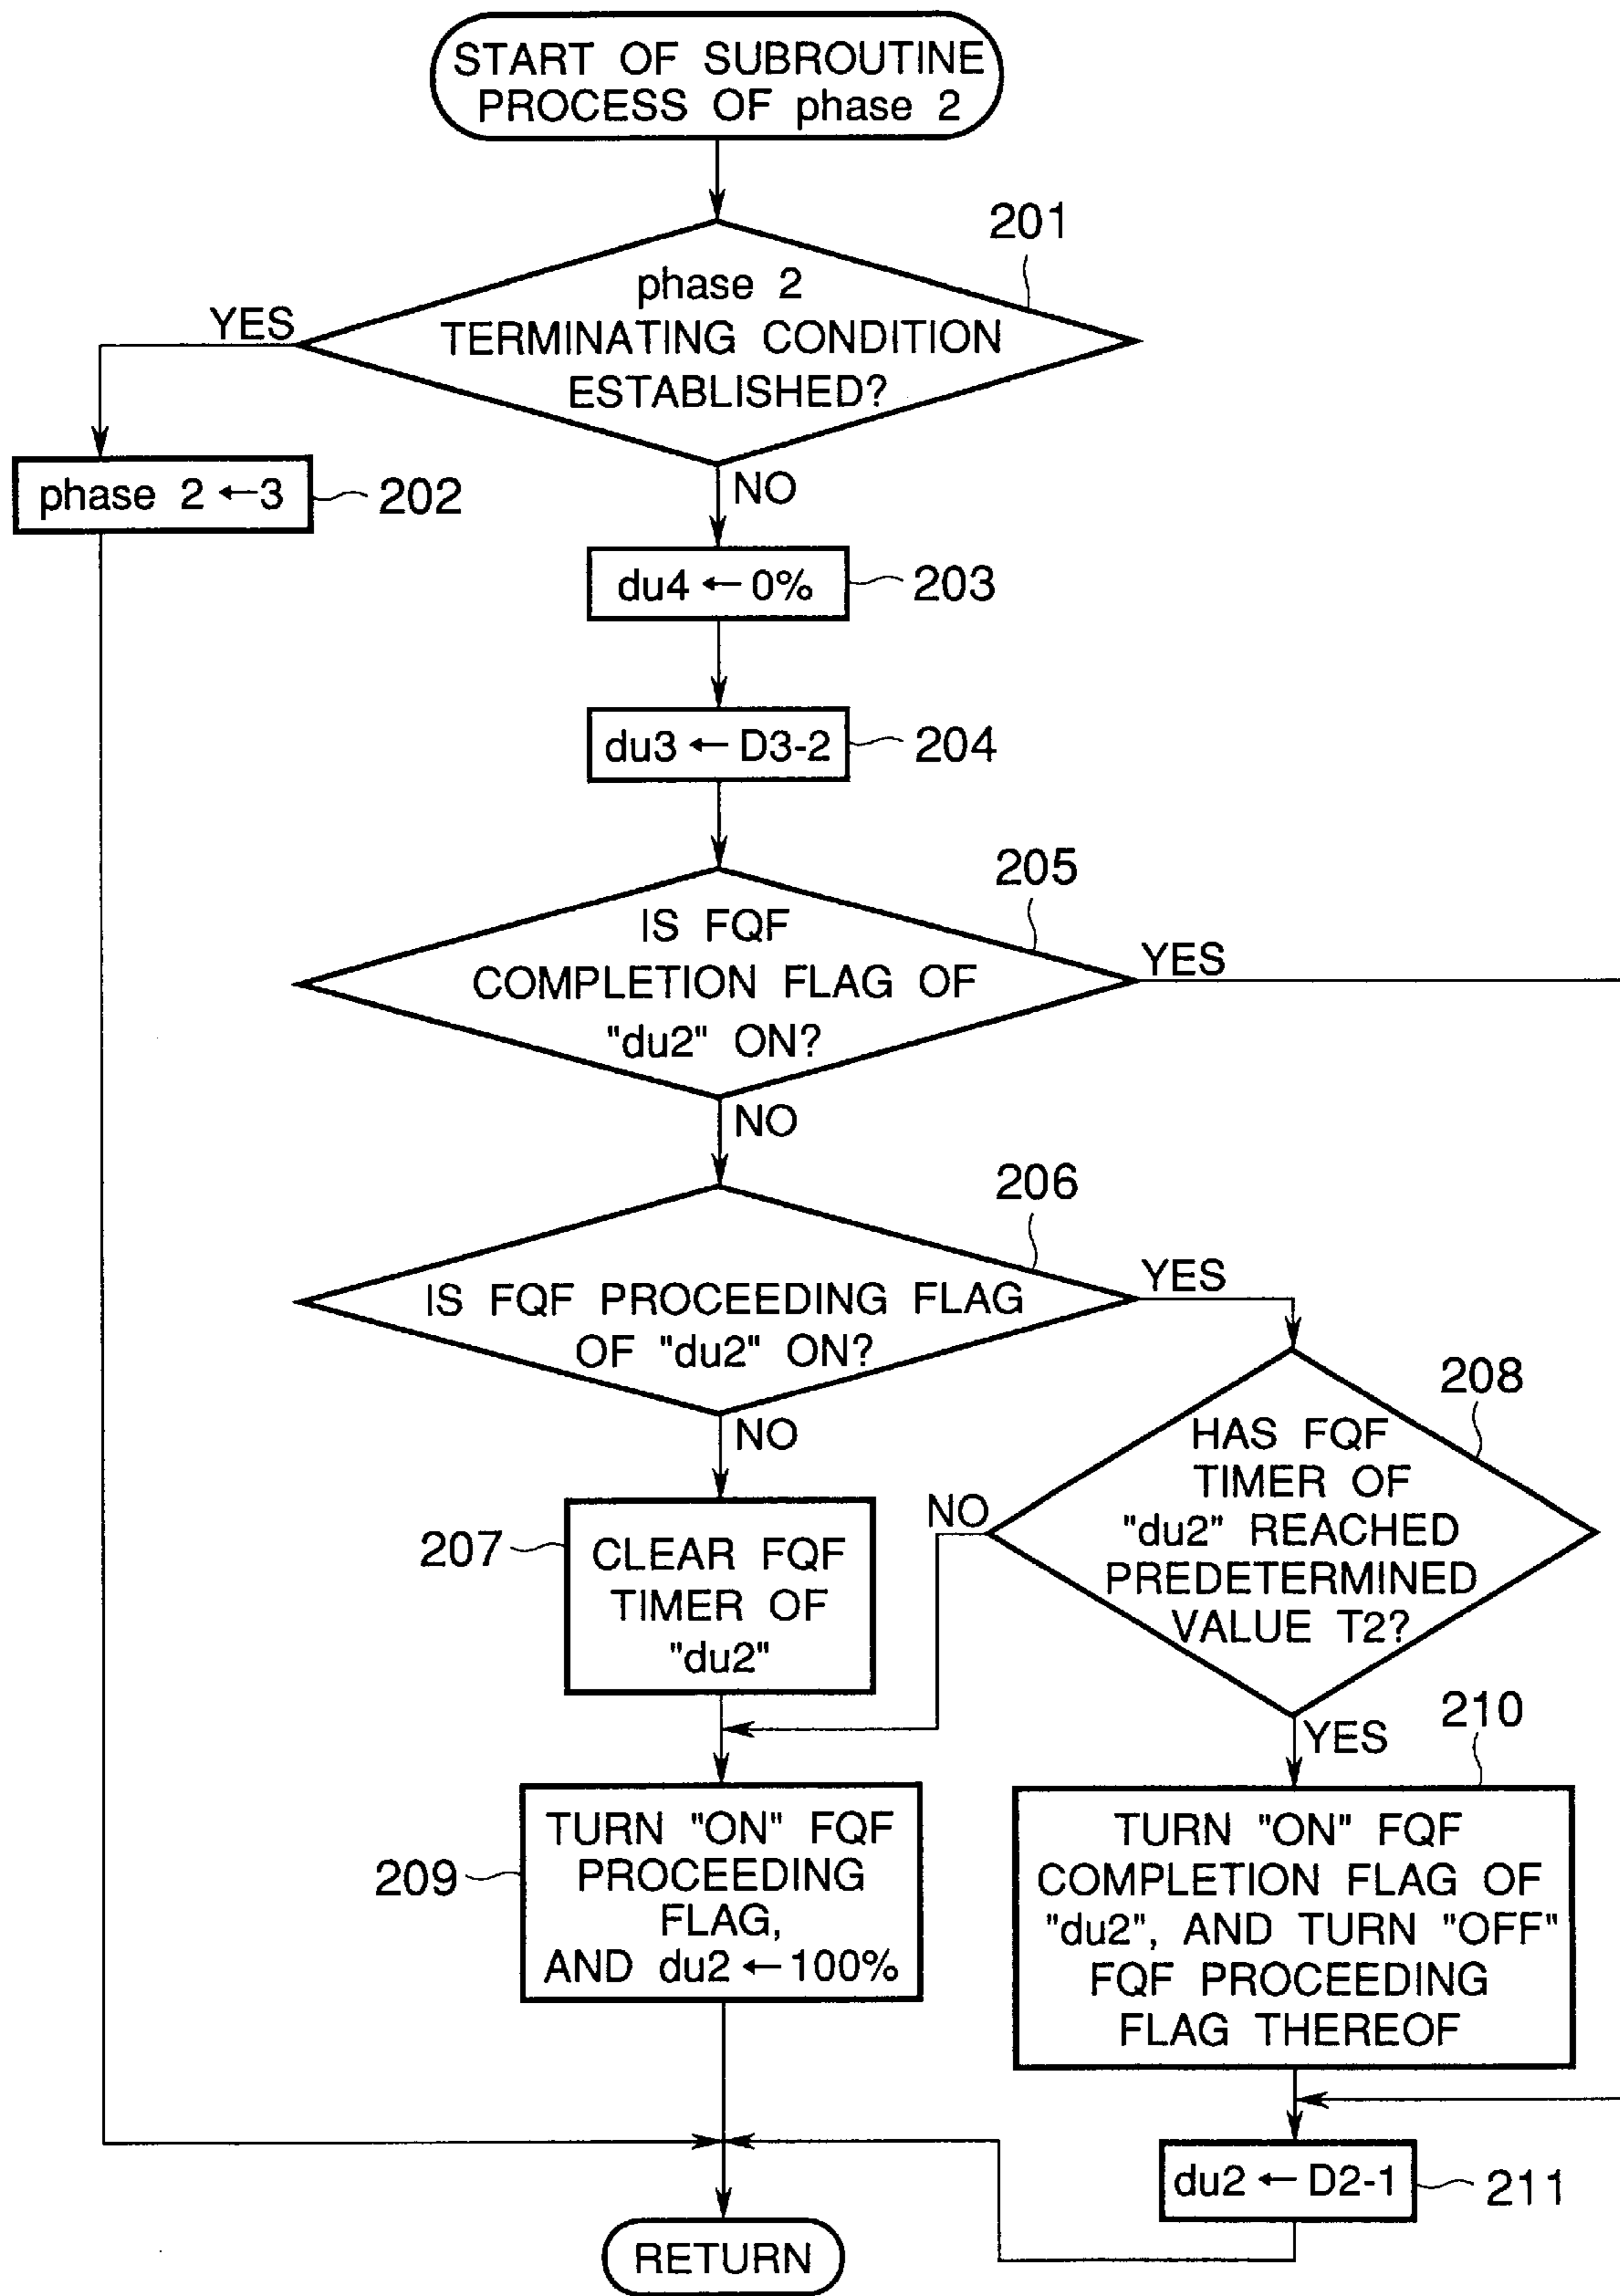 START OF SUBROUTINE
PROCESS OF phase 2
201
phase 2
TERMINATING CONDITION
ESTABLISHED?
YES
NO
phase 2 ←3
202
du4 ← 0%
203
du3 ← D3-2
204
205
IS FQF
COMPLETION FLAG OF
"du2" ON?
YES
NO
206
IS FQF PROCEEDING FLAG
OF "du2" ON?
YES
NO
208
HAS FQF
TIMER OF
"du2" REACHED
PREDETERMINED
VALUE T2?
NO
YES
207
CLEAR FQF
TIMER OF
"du2"
209
TURN "ON" FQF
PROCEEDING
FLAG,
AND du2 ← 100%
210
TURN "ON" FQF
COMPLETION FLAG OF
"du2", AND TURN "OFF"
FQF PROCEEDING
FLAG THEREOF
du2 ← D2-1
211
RETURN